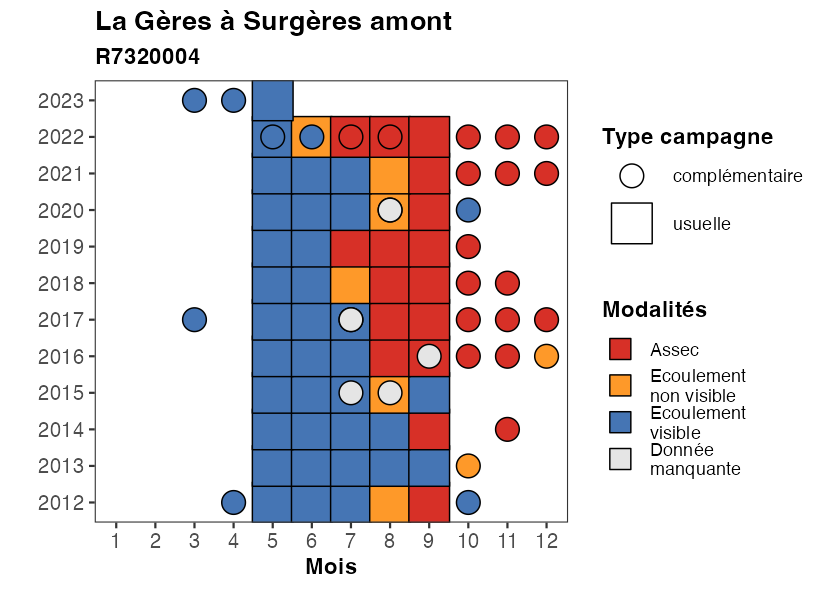 La Gères à Surgères amont
R7320004
2023
2022
2021
2020
2019
2018
2017
2016
2015
2014
2013
2012
1 2 3 4 5 6 7 8 9 10 11 12
Mois
Type campagne
complémentaire
usuelle
Modalités
Assec
Ecoulement
non visible
Ecoulement
visible
Donnée
manquante